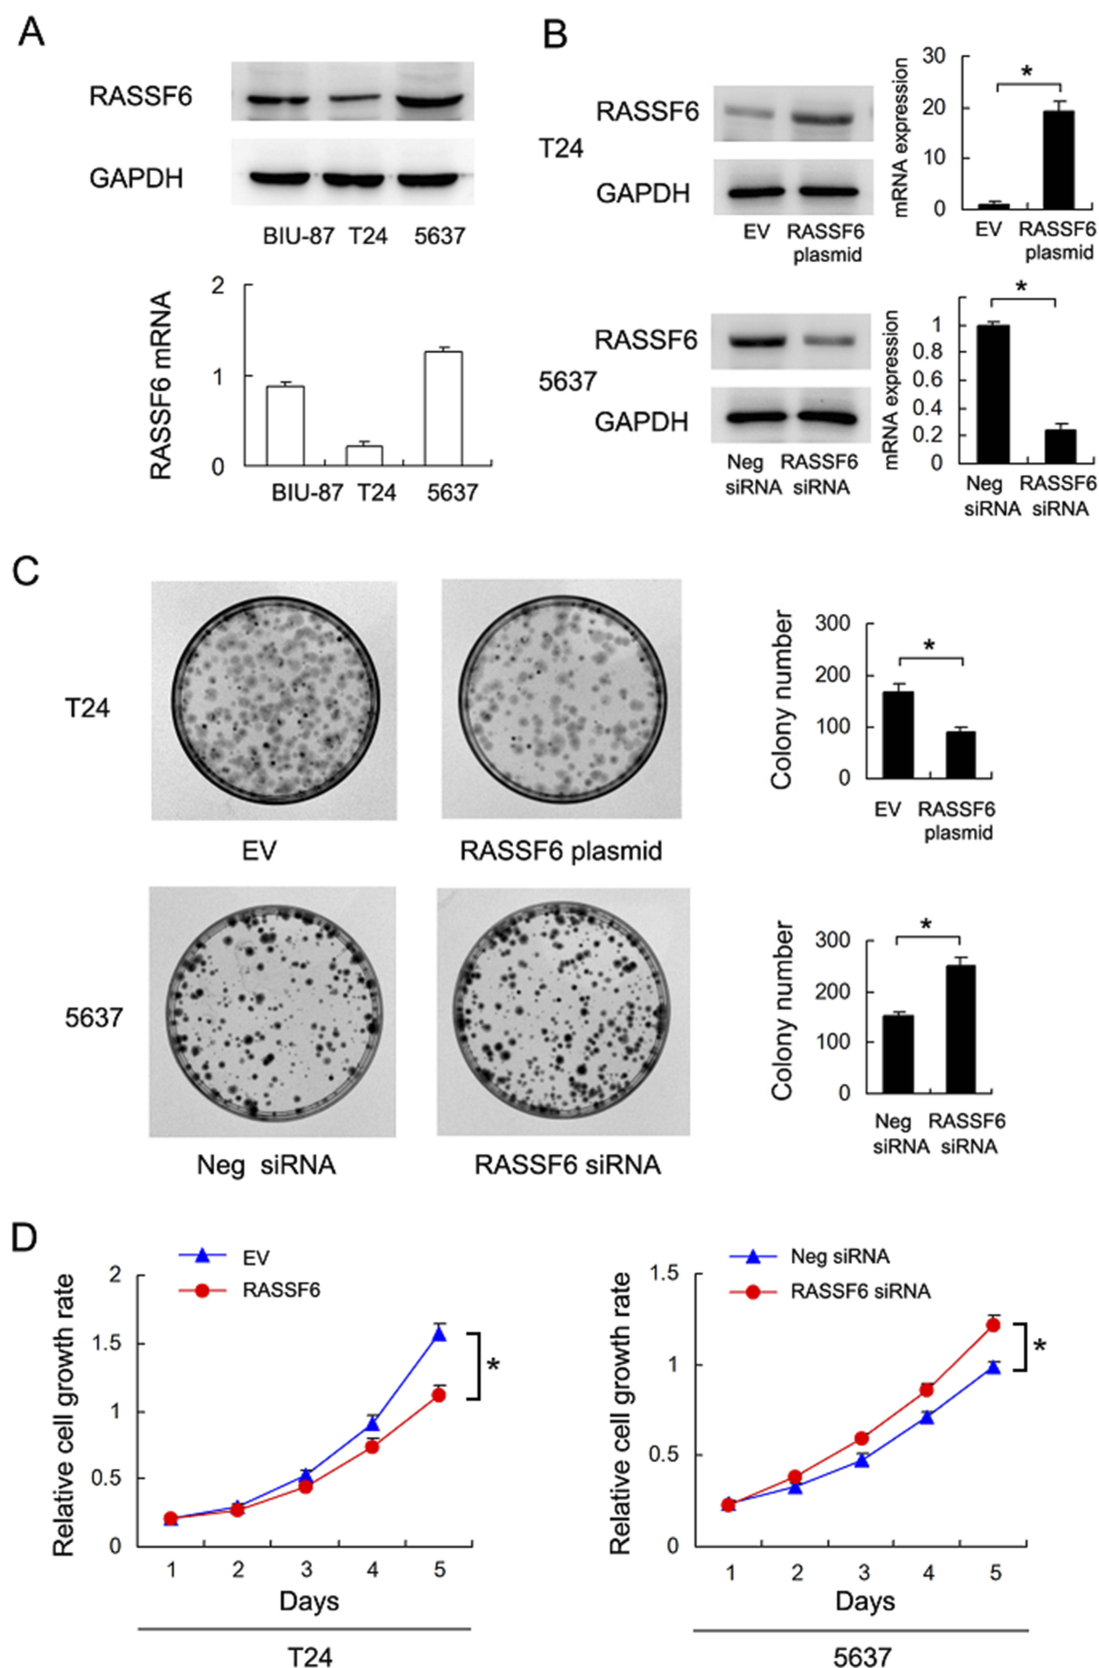 A
RASSF6
GAPDH
BIU-87 T24 5637
RASSF6 mRNA
2
1
0
BIU-87 T24 5637
B
T24
RASSF6
GAPDH
EV RASSF6
plasmid
mRNA expression
30
20
10
0
*
EV RASSF6
plasmid
5637
RASSF6
GAPDH
Neg RASSF6
siRNA siRNA
mRNA expression
1
0.8
0.6
0.4
0.2
0
*
Neg RASSF6
siRNA siRNA
C
T24
EV
RASSF6 plasmid
Colony number
300
200
100
0
*
EV RASSF6
plasmid
5637
Neg siRNA
RASSF6 siRNA
Colony number
300
200
100
0
*
Neg RASSF6
siRNA siRNA
D
EV
RASSF6
Relative cell growth rate
2
1.5
1
0.5
0
*
1 2 3 4 5
Days
T24
Neg siRNA
RASSF6 siRNA
Relative cell growth rate
1.5
1
0.5
0
*
1 2 3 4 5
Days
5637